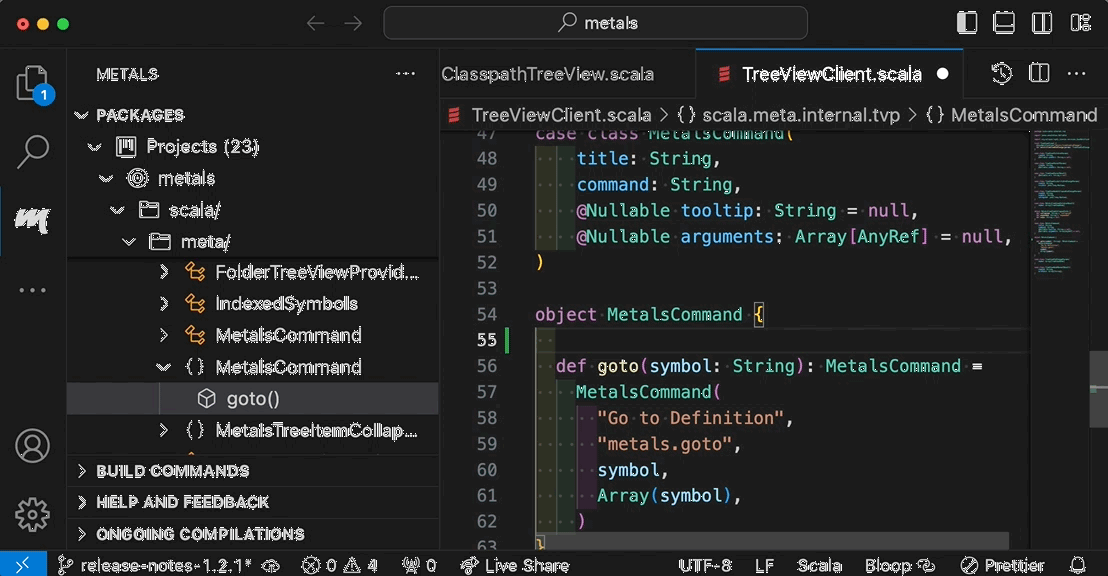 metals
1
METALS
PACKAGES
Projects (23)
metals
scala/
meta/
FolderTreeViewProvid...
IndexedSymbols
MetalsCommand
MetalsCommand
goto()
MetalsTreeItemCollap...
BUILD COMMANDS
HELP AND FEEDBACK
ONGOING COMPILATIONS
ClasspathTreeView.scala TreeViewClient.scala
TreeViewClient.scala > {} scala.meta.internal.tvp > {} MetalsCommand
47 case class MetalsCommand(
48 title: String,
49 command: String,
50 @Nullable tooltip: String = null,
51 @Nullable arguments: Array[AnyRef] = null,
52 )
53
54 object MetalsCommand {
55
56 def goto(symbol: String): MetalsCommand =
57 MetalsCommand(
58 "Go to Definition",
59 "metals.goto",
60 symbol,
61 Array(symbol),
62 )
63 }
release-notes-1.2.1* 0 4 0 Live Share UTF-8 LF Scala Bloop Prettier